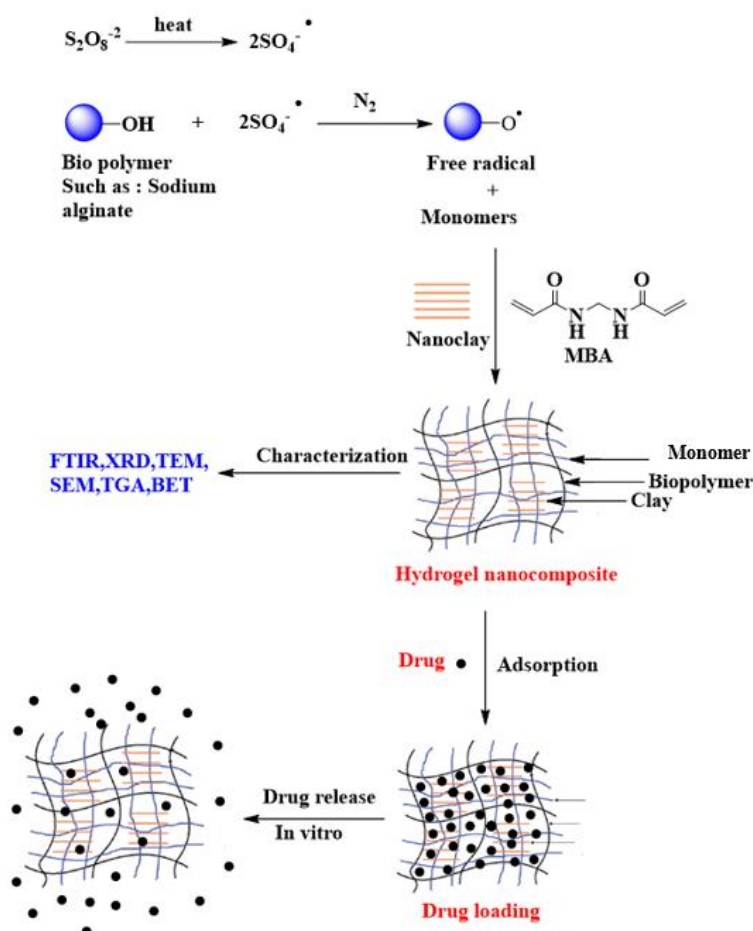 S₂O₈⁻² heat 2SO₄⁻•
OH + 2SO₄⁻• N₂ O•
Bio polymer
Such as : Sodium
alginate
Free radical
+
Monomers
Nanoclay
O O
N N
H H
MBA
FTIR,XRD,TEM,
SEM,TGA,BET
Characterization
Monomer
Biopolymer
Clay
Hydrogel nanocomposite
Drug Adsorption
Drug release
In vitro
Drug loading